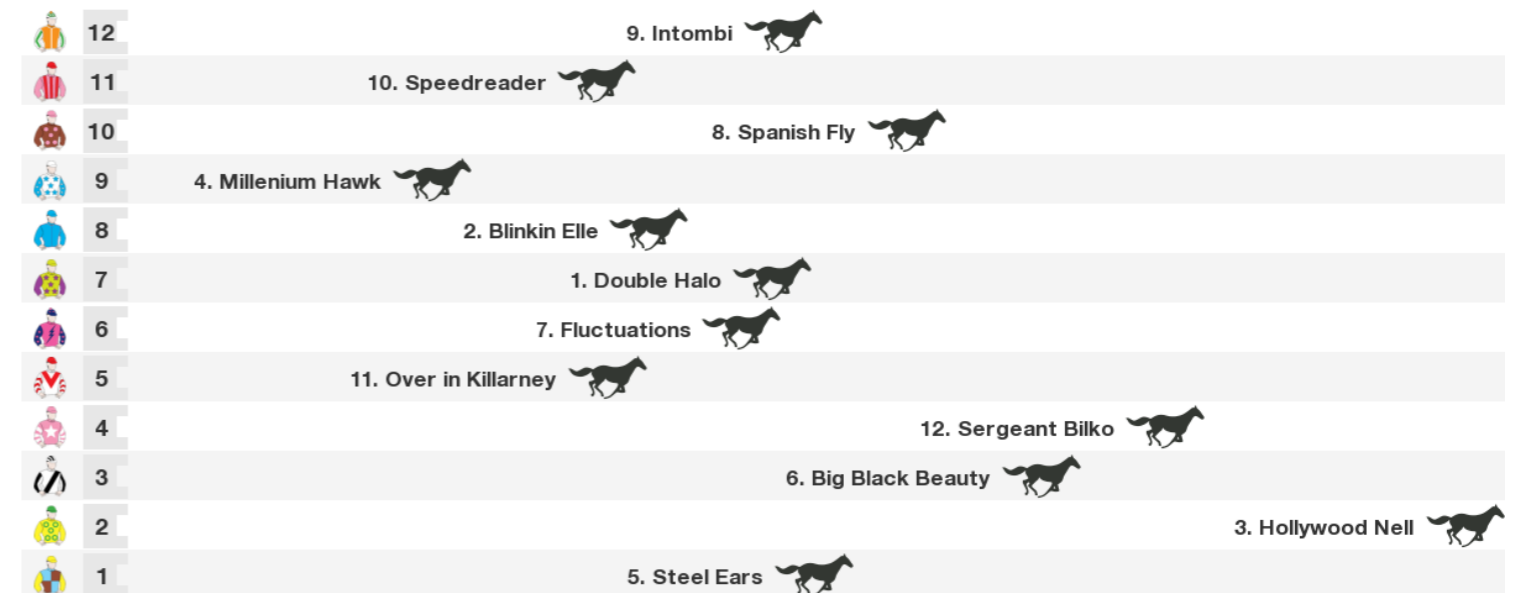 12 9. Intombi
11 10. Speedreader
10 8. Spanish Fly
9 4. Millenium Hawk
8 2. Blinkin Elle
7 1. Double Halo
6 7. Fluctuations
5 11. Over in Killarney
4 12. Sergeant Bilko
3 6. Big Black Beauty
2 3. Hollywood Nell
1 5. Steel Ears